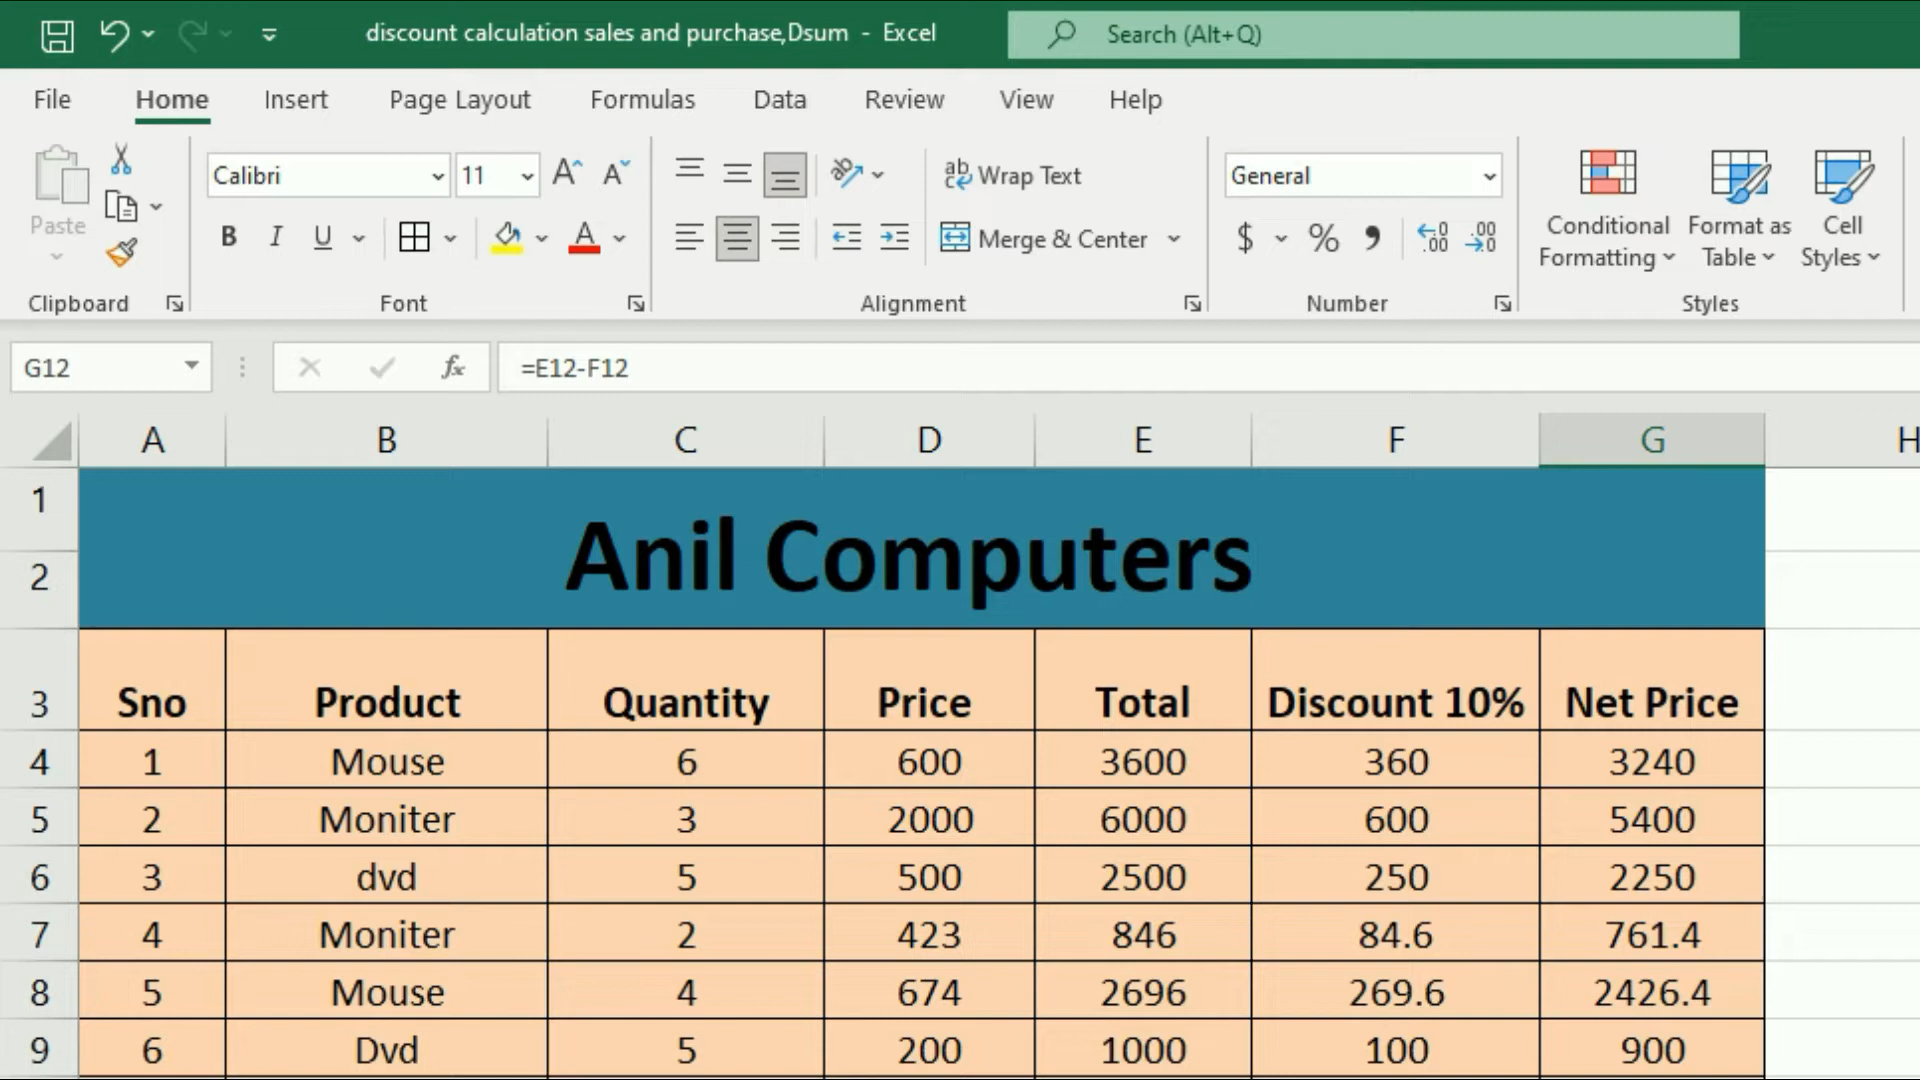 discount calculation sales and purchase,Dsum - Excel
Search (Alt+Q)
File Home Insert Page Layout Formulas Data Review View Help
Paste
Calibri 11
Wrap Text
General
B I U
Merge & Center
$ % ,
Conditional Formatting
Format as Table
Cell Styles
Clipboard Font Alignment Number Styles
G12 fx =E12-F12
A B C D E F G H
1
2
Anil Computers
3 Sno Product Quantity Price Total Discount 10% Net Price
4 1 Mouse 6 600 3600 360 3240
5 2 Moniter 3 2000 6000 600 5400
6 3 dvd 5 500 2500 250 2250
7 4 Moniter 2 423 846 84.6 761.4
8 5 Mouse 4 674 2696 269.6 2426.4
9 6 Dvd 5 200 1000 100 900